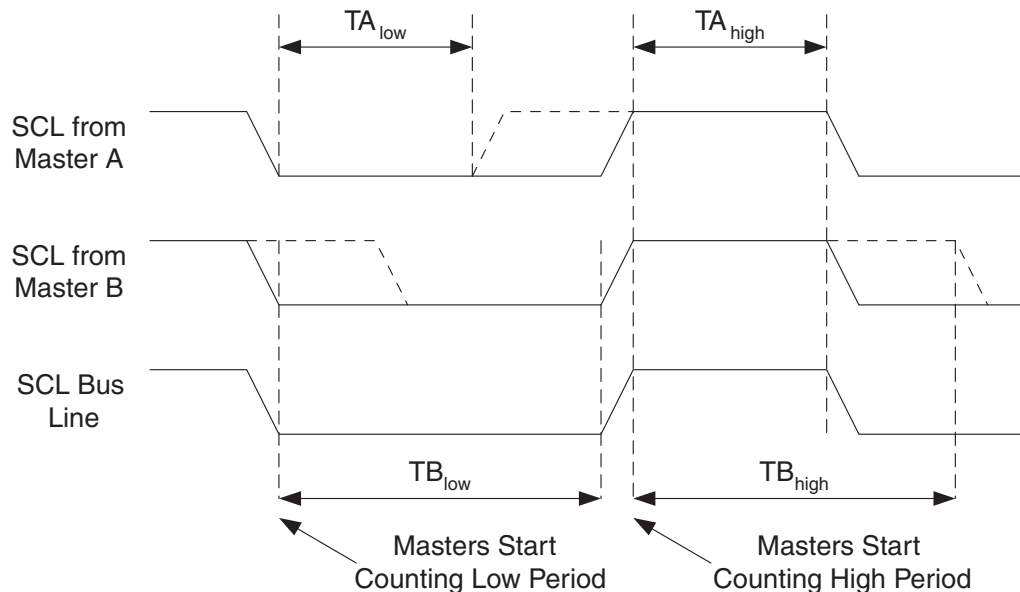 TA low
TA high
SCL from
Master A
SCL from
Master B
SCL Bus
Line
TB low
TB high
Masters Start
Counting Low Period
Masters Start
Counting High Period